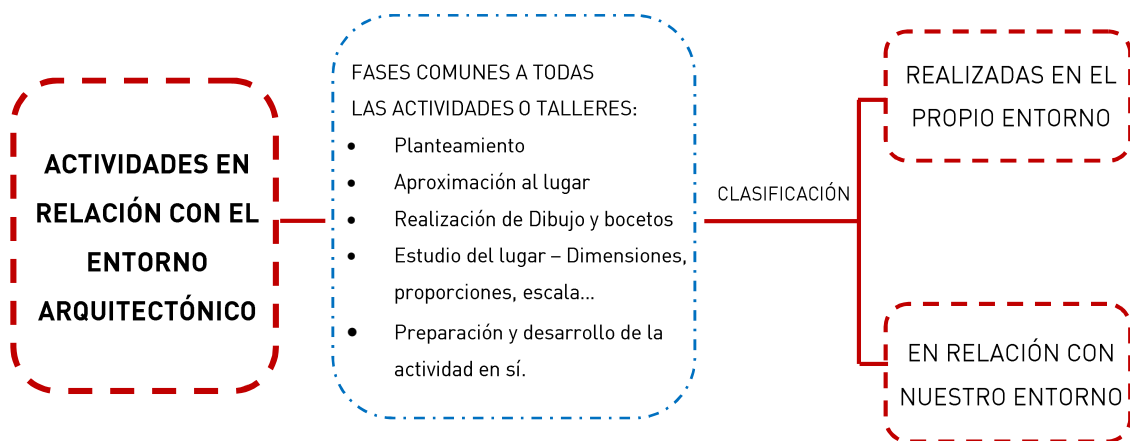 ACTIVIDADES EN
RELACIÓN CON EL
ENTORNO
ARQUITECTÓNICO
FASES COMUNES A TODAS
LAS ACTIVIDADES O TALLERES:
• Planteamiento
• Aproximación al lugar
• Realización de Dibujo y bocetos
• Estudio del lugar – Dimensiones,
proporciones, escala...
• Preparación y desarrollo de la
actividad en sí.
CLASIFICACIÓN
REALIZADAS EN EL
PROPIO ENTORNO
EN RELACIÓN CON
NUESTRO ENTORNO